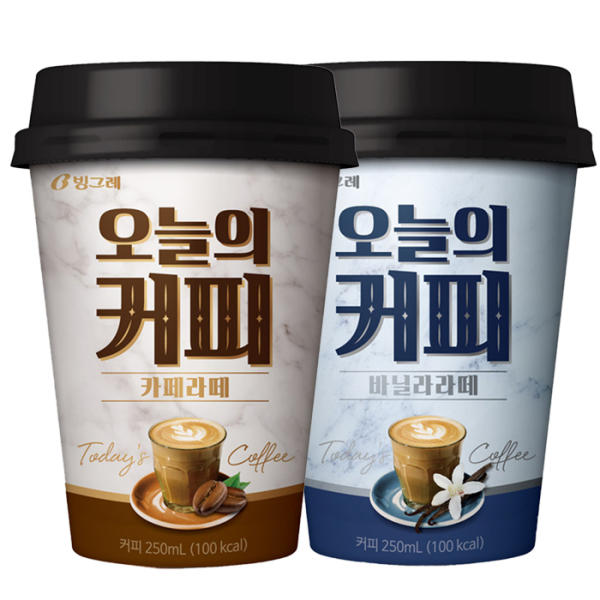 빙그레
오늘의
커피
카페라떼
Today's Coffee
커피 250mL (100 kcal)
그레
오늘의
커피
바닐라라떼
Today's Coffee
커피 250mL (100 kcal)